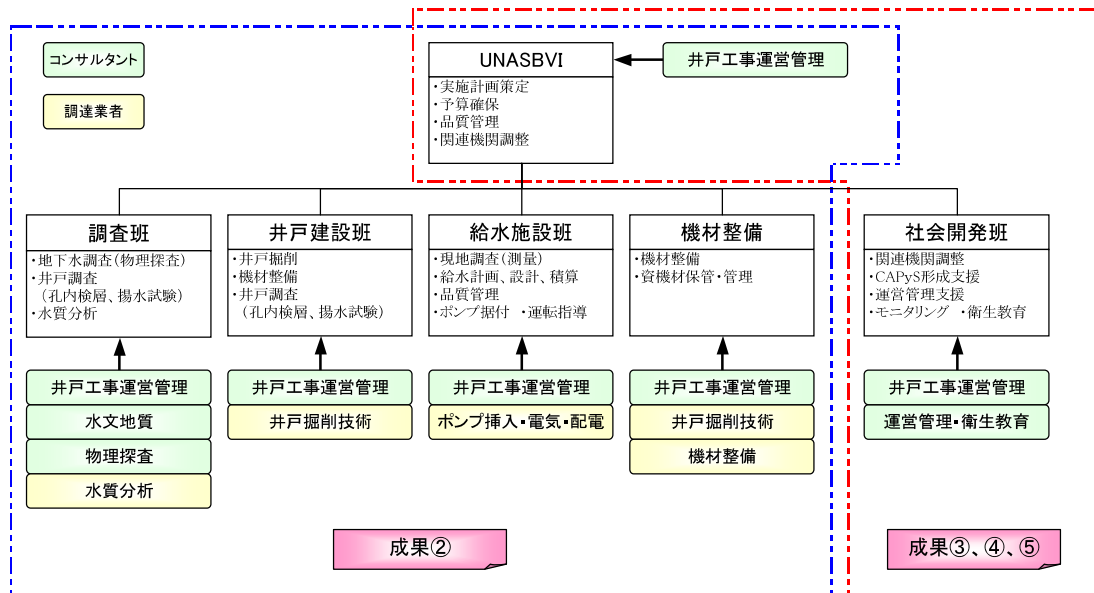 コンサルタント
調達業者
UNASBVI
・実施計画策定
・予算確保
・品質管理
・関連機関調整
井戸工事運営管理
調査班
・地下水調査(物理探査)
・井戸調査
(孔内検層、揚水試験)
・水質分析
井戸建設班
・井戸掘削
・機材整備
・井戸調査
(孔内検層、揚水試験)
給水施設班
・現地調査(測量)
・給水計画、設計、積算
・品質管理
・ポンプ据付 ・運転指導
機材整備
・機材整備
・資機材保管・管理
社会開発班
・関連機関調整
・CAPyS形成支援
・運営管理支援
・モニタリング ・衛生教育
井戸工事運営管理
水文地質
物理探査
水質分析
井戸工事運営管理
井戸掘削技術
井戸工事運営管理
ポンプ挿入・電気・配電
井戸工事運営管理
井戸掘削技術
機材整備
井戸工事運営管理
運営管理・衛生教育
成果②
成果③、④、⑤